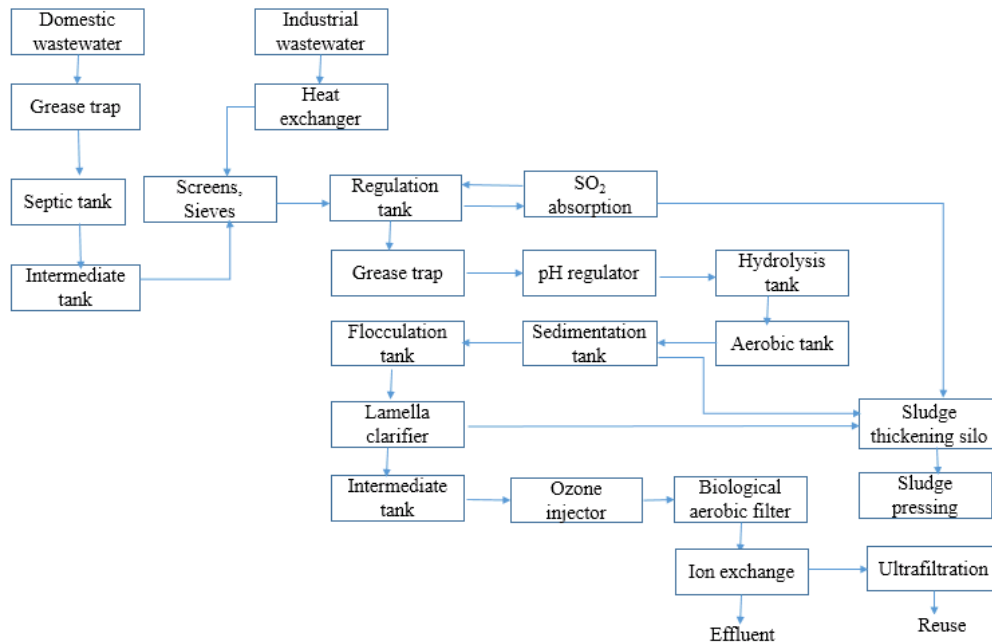 Domestic
wastewater
Industrial
wastewater
Grease trap
Heat
exchanger
Septic tank
Screens,
Sieves
Regulation
tank
SO₂
absorption
Intermediate
tank
Grease trap
pH regulator
Hydrolysis
tank
Flocculation
tank
Sedimentation
tank
Aerobic tank
Lamella
clarifier
Sludge
thickening silo
Intermediate
tank
Ozone
injector
Biological
aerobic filter
Sludge
pressing
Ion exchange
Ultrafiltration
Effluent
Reuse